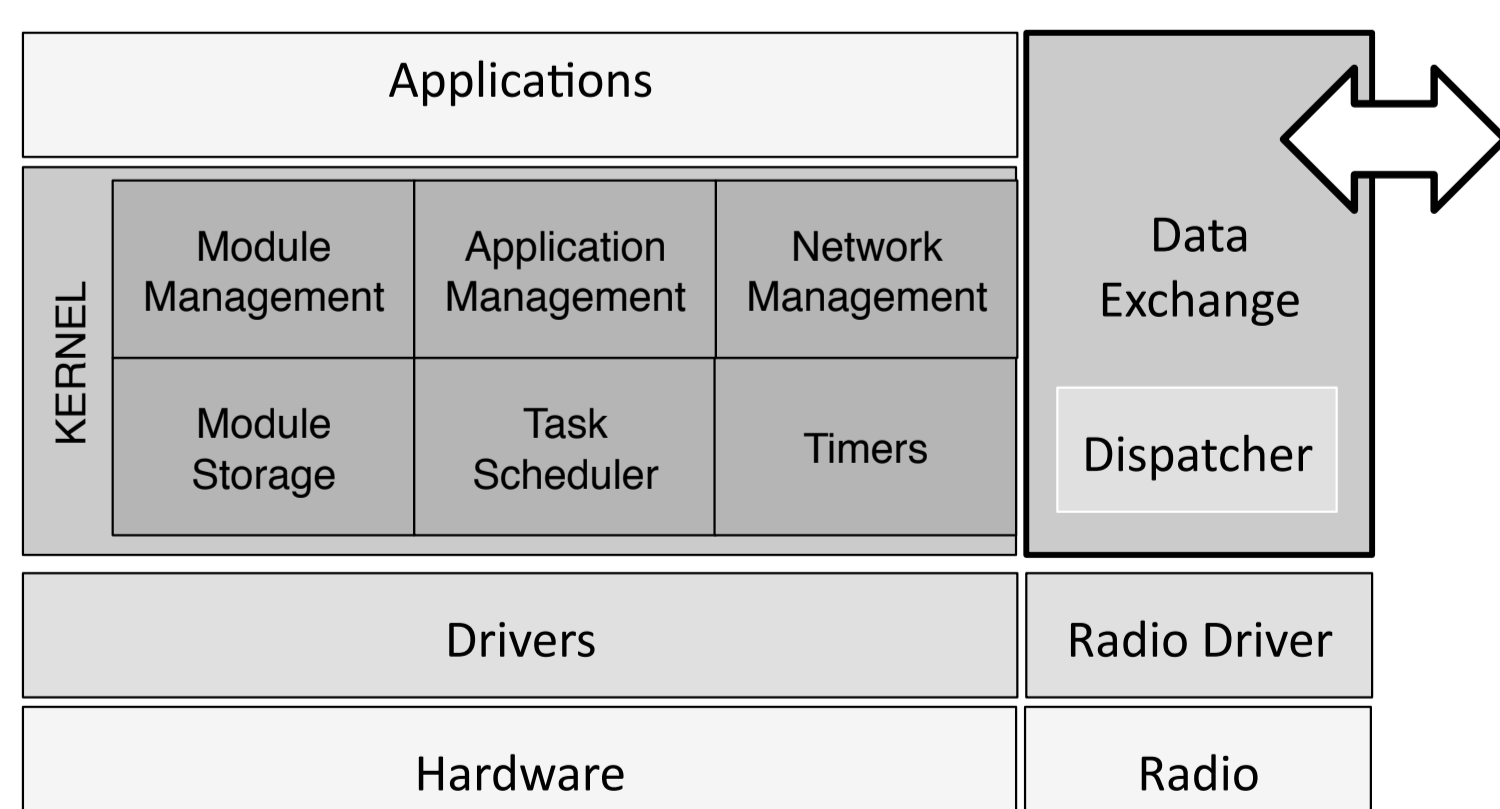 Applications
KERNEL
Module
Management
Application
Management
Network
Management
Module
Storage
Task
Scheduler
Timers
Data
Exchange
Dispatcher
Drivers
Radio Driver
Hardware
Radio